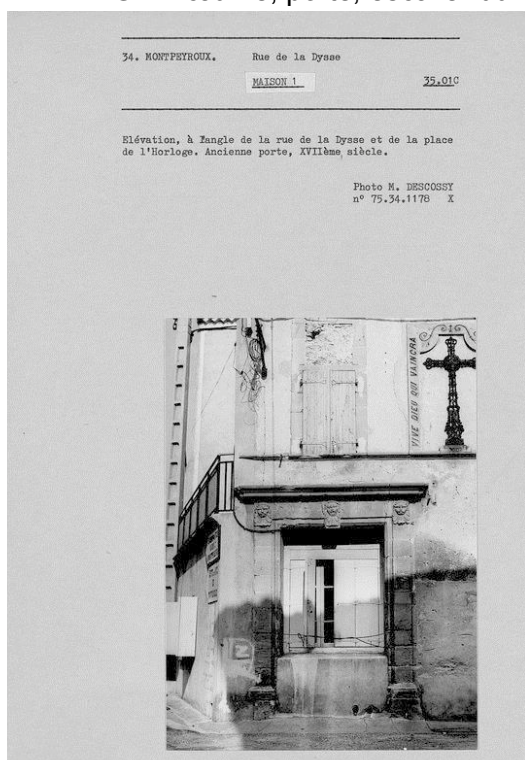 34. MONTPEYROUX. Rue de la Dysse
MAISON 1 35.01C
Elévation, à l'angle de la rue de la Dysse et de la place
de l'Horloge. Ancienne porte, XVIIème siècle.
Photo M. DESCOSSY
n° 75.34.1178 X
VIVE DIEU QUI VAINCRA